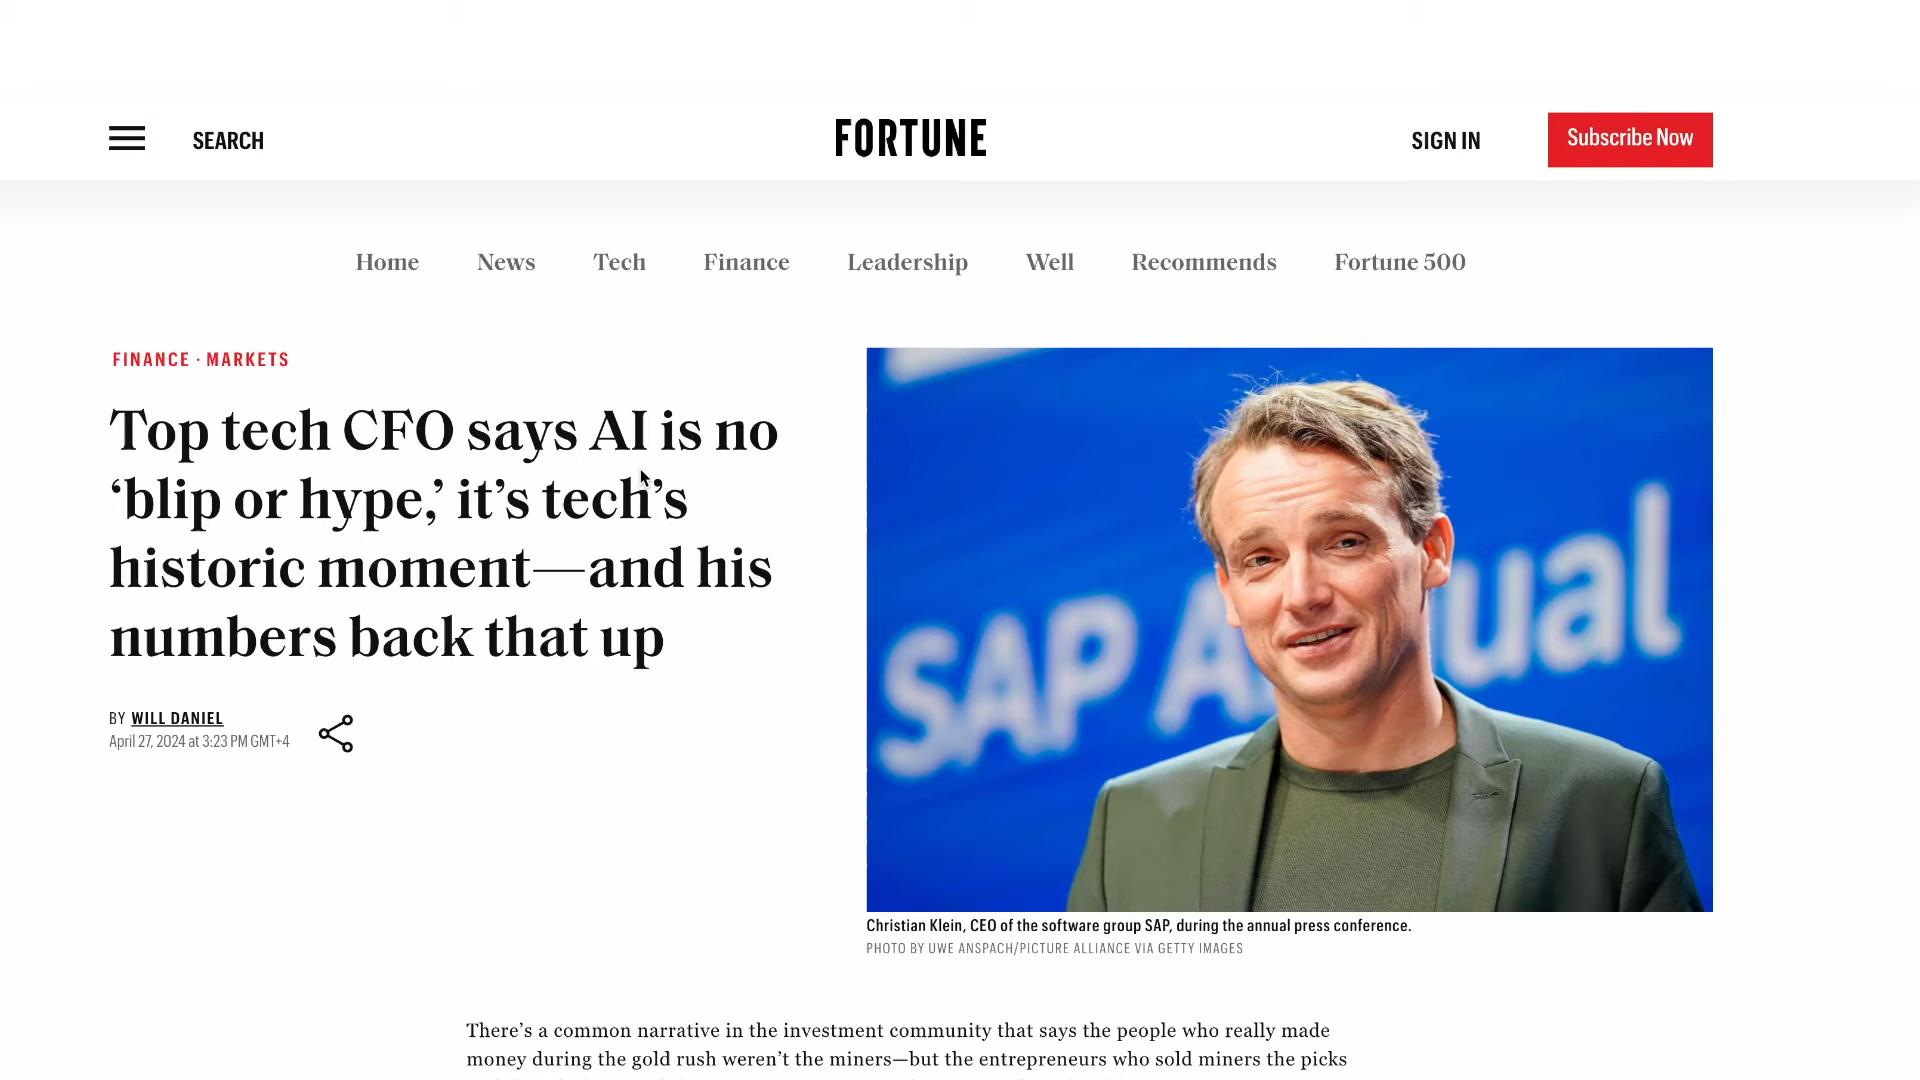 SEARCH
FORTUNE
SIGN IN
Subscribe Now
Home
News
Tech
Finance
Leadership
Well
Recommends
Fortune 500
FINANCE · MARKETS
Top tech CFO says AI is no
‘blip or hype,’ it’s tech’s
historic moment—and his
numbers back that up
BY WILL DANIEL
April 27, 2024 at 3:23 PM GMT+4
SAP A ual
Christian Klein, CEO of the software group SAP, during the annual press conference.
PHOTO BY UWE ANSPACH/PICTURE ALLIANCE VIA GETTY IMAGES
There’s a common narrative in the investment community that says the people who really made
money during the gold rush weren’t the miners—but the entrepreneurs who sold miners the picks